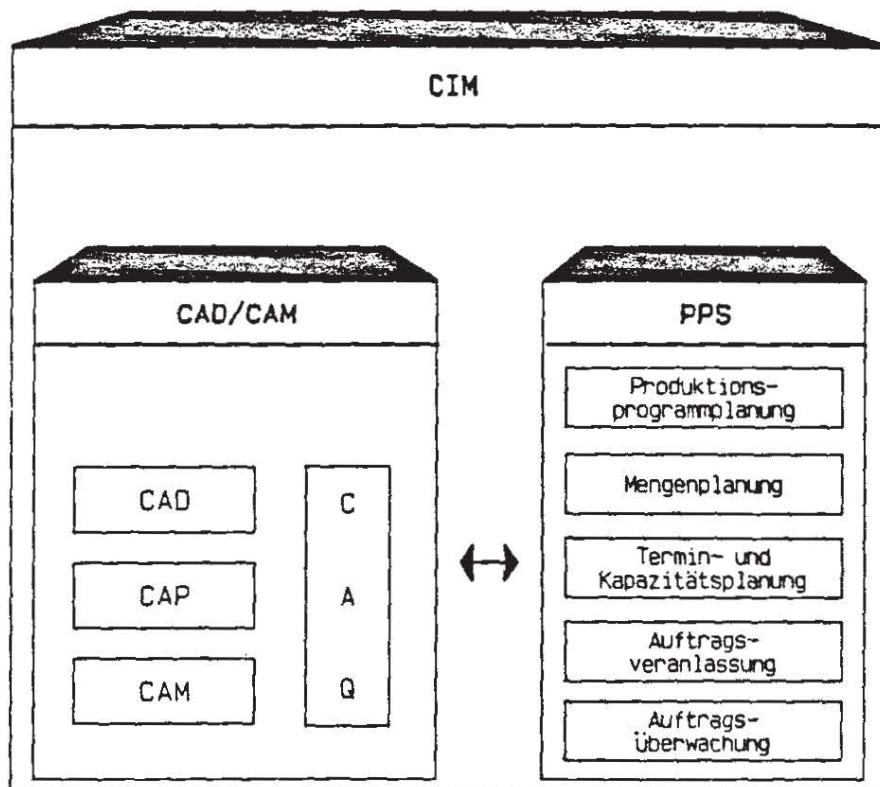 CIM
CAD/CAM
CAD
CAP
CAM
C
A
Q
PPS
Produktions-
programmplanung
Mengenplanung
Termin- und
Kapazitätsplanung
Auftrags-
veranlassung
Auftrags-
überwachung